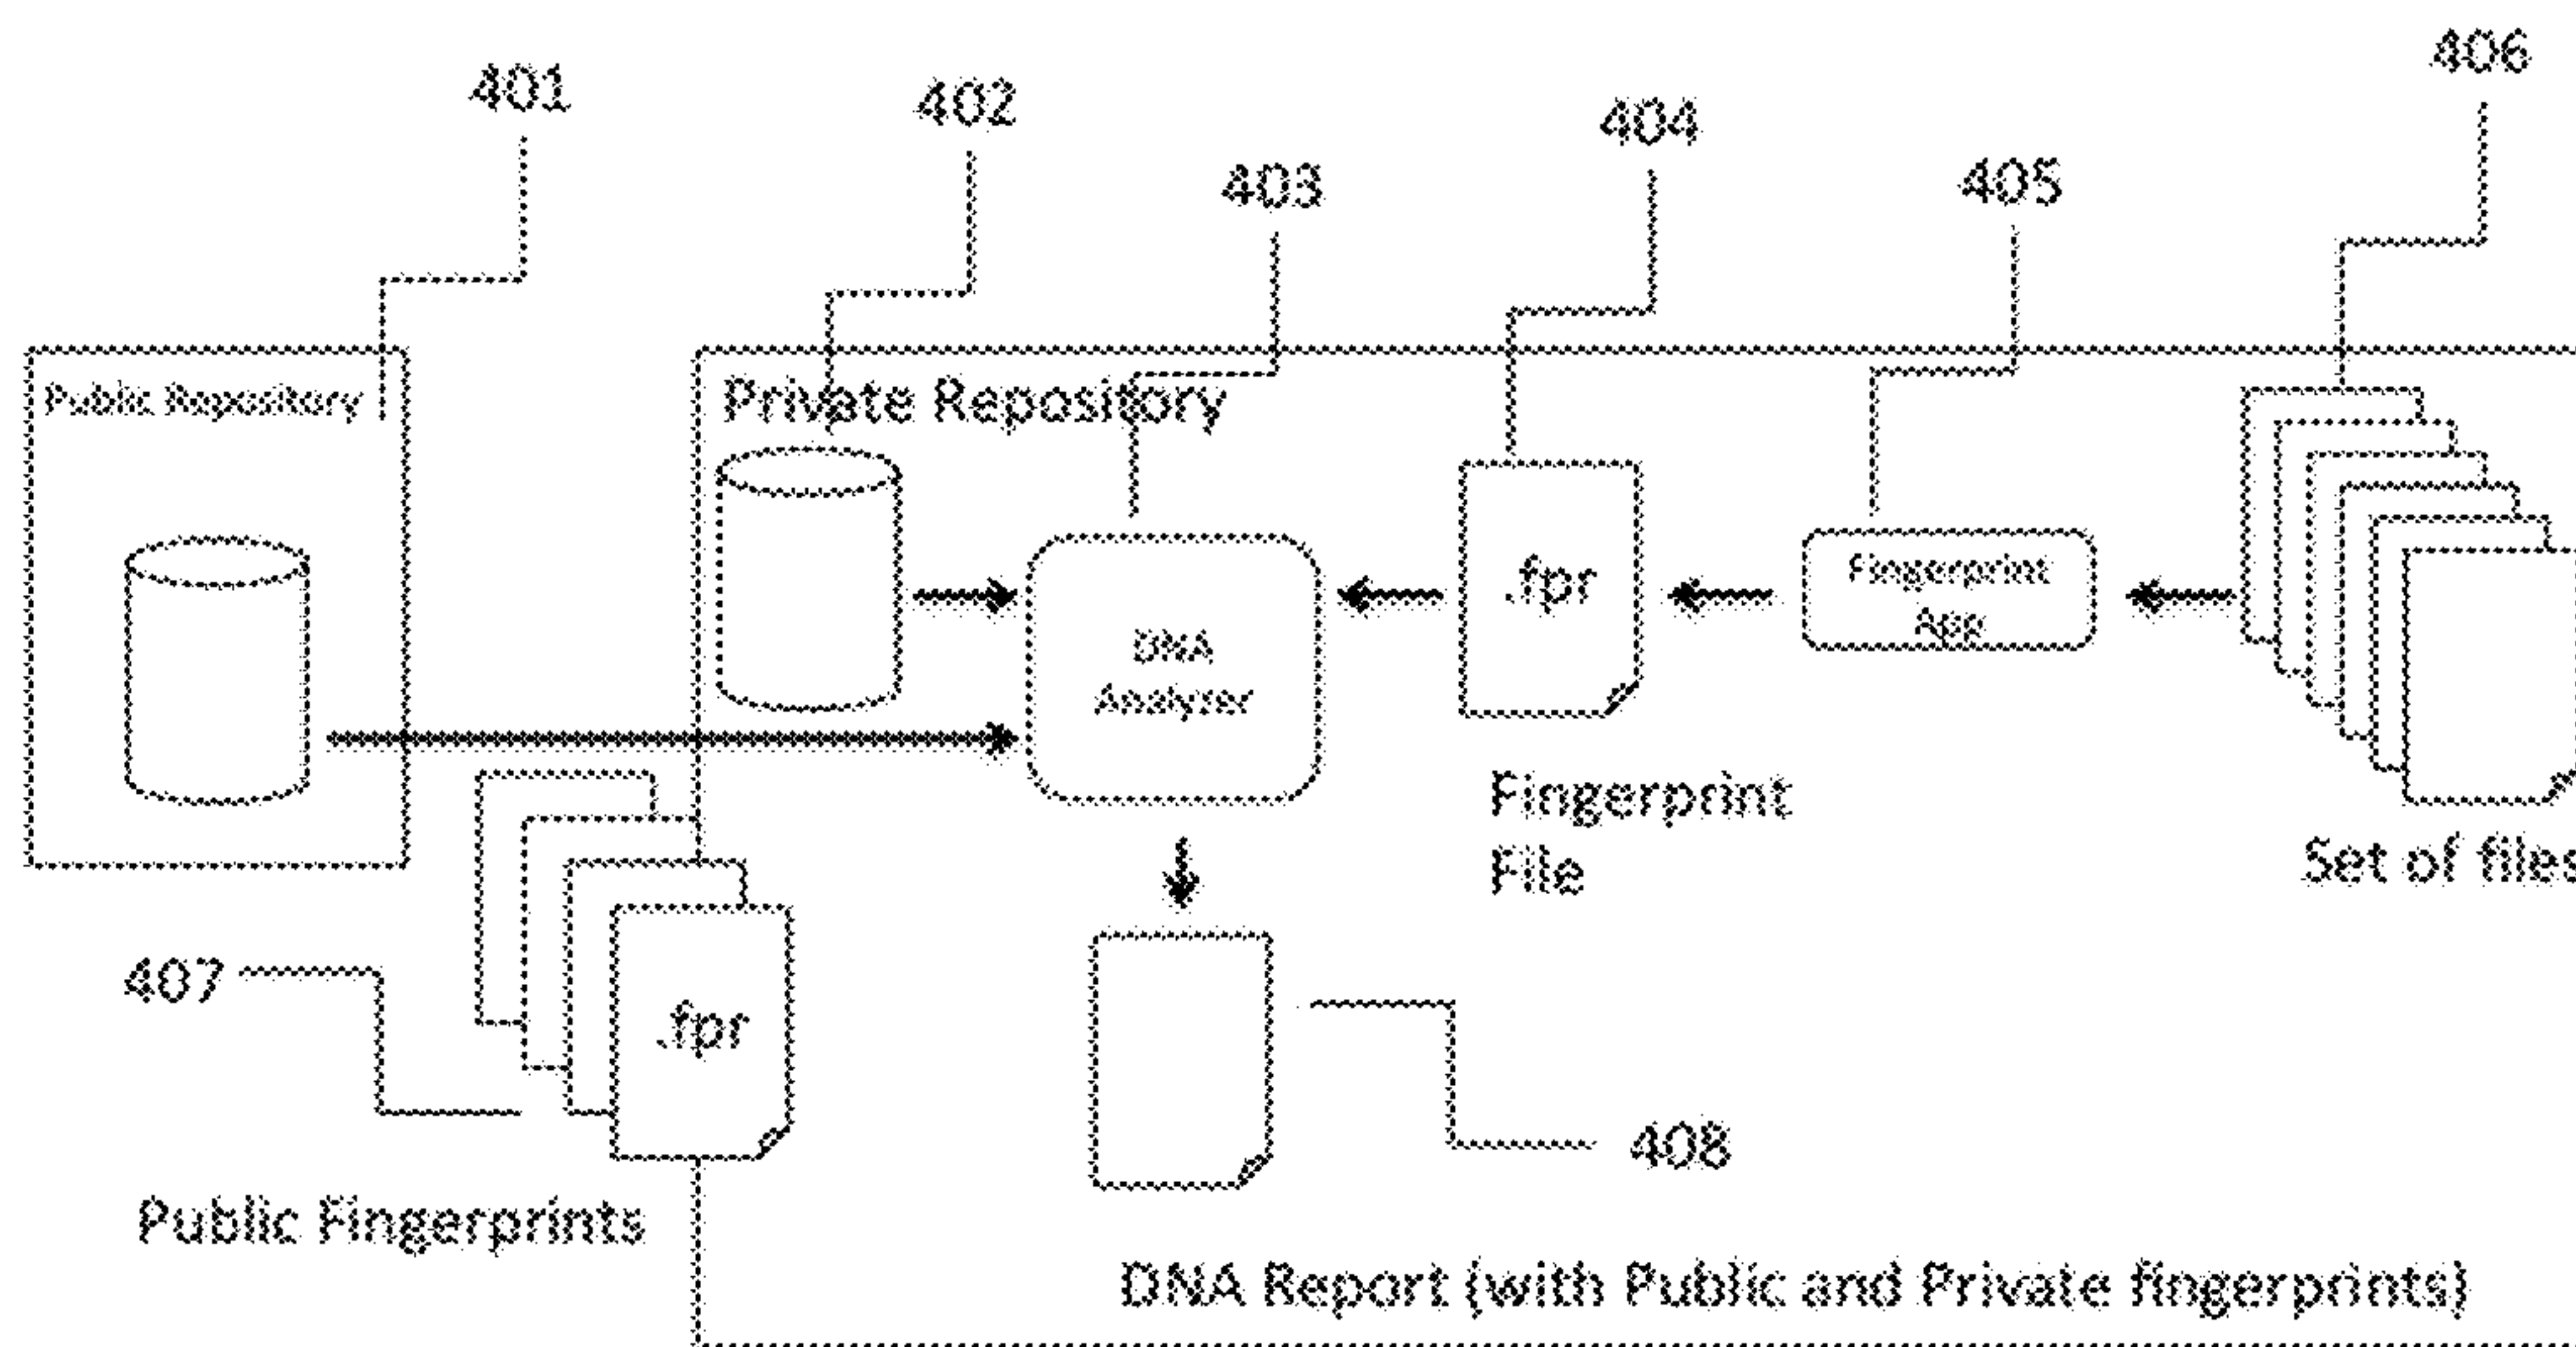 401
402
403
404
405
406
Public Repository
Private Repository
DNA
Analyzer
.fpr
Fingerprint
App
Fingerprint
File
Set of files
407
.fpr
408
Public Fingerprints
DNA Report (with Public and Private fingerprints)